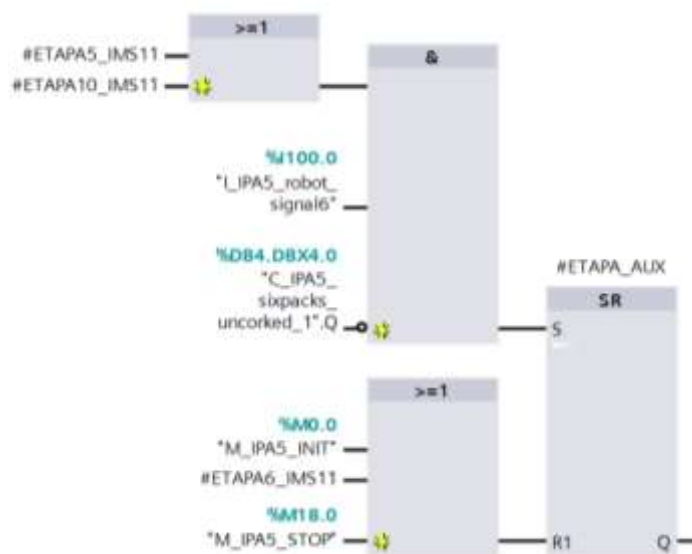 >=1
#ETAPA5_IMS11
#ETAPA10_IMS11
&
%I100.0
"I_IPA5_robot_
signal6"
%DB4.DBX4.0
"C_IPA5_
sixpacks_
uncorked_1".Q
#ETAPA_AUX
SR
S
>=1
%M0.0
"M_IPA5_INIT"
#ETAPA6_IMS11
%M18.0
"M_IPA5_STOP"
R1 Q